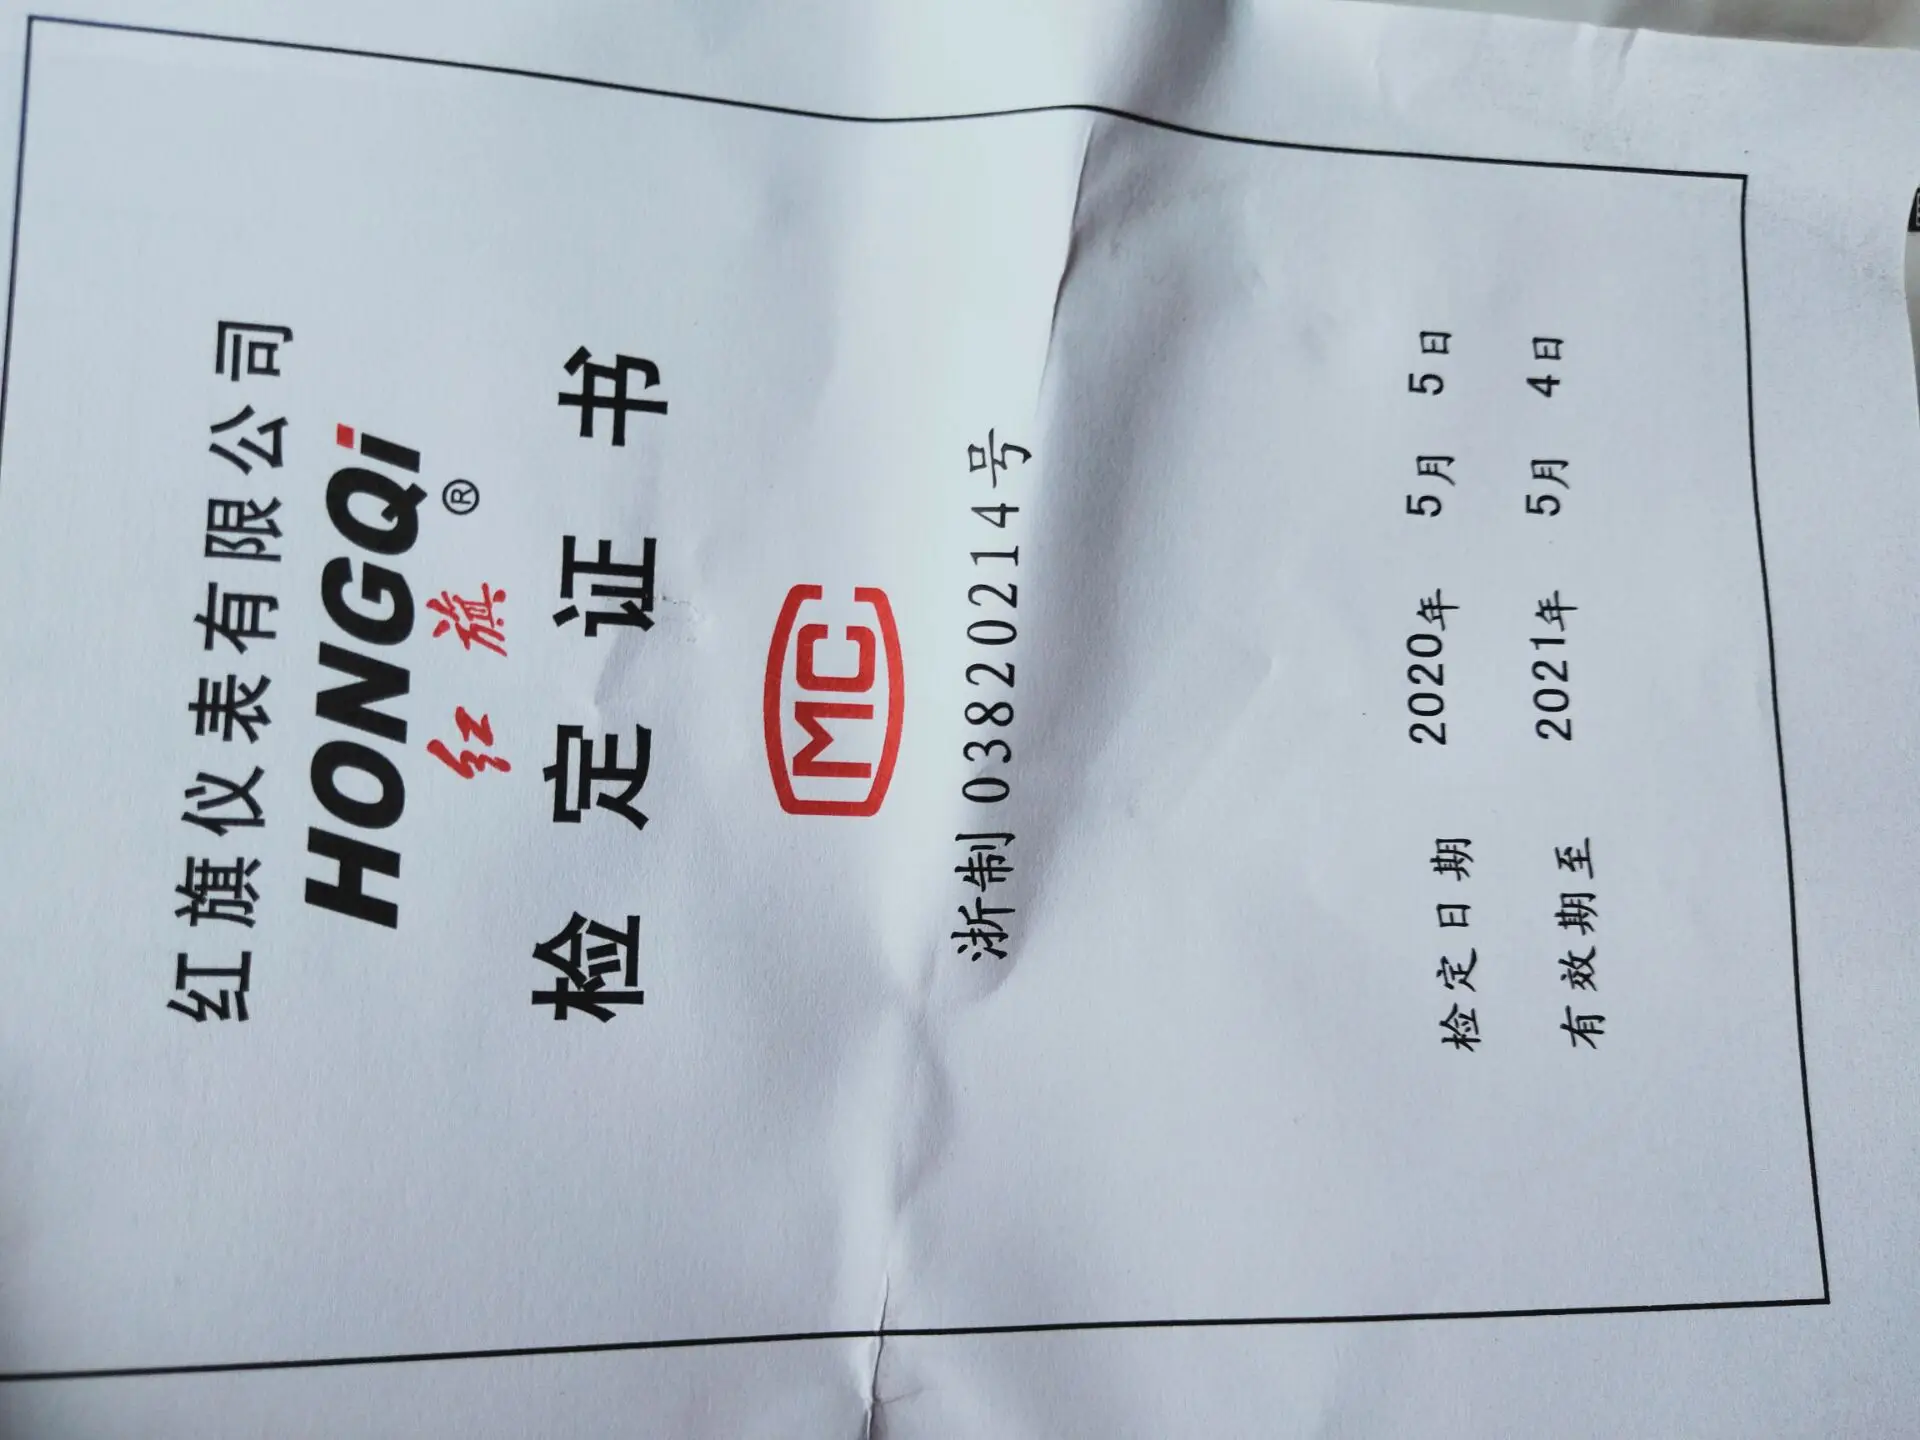 红旗仪表有限公司
HONGQi®
红旗
检定证书
MC
浙制03820214号
检定日期 2020年 5月 5日
有效期至 2021年 5月 4日